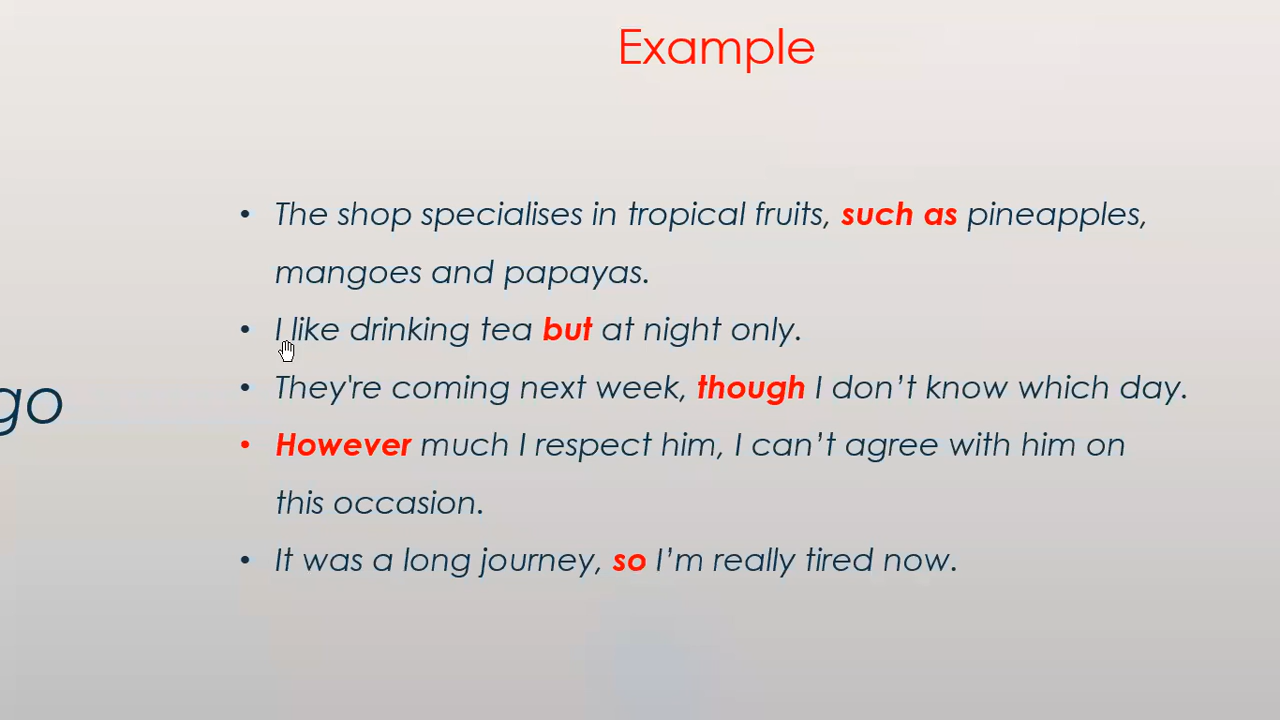 Example
• The shop specialises in tropical fruits, such as pineapples,
mangoes and papayas.
• I like drinking tea but at night only.
go
• They're coming next week, though I don’t know which day.
• However much I respect him, I can’t agree with him on
this occasion.
• It was a long journey, so I’m really tired now.